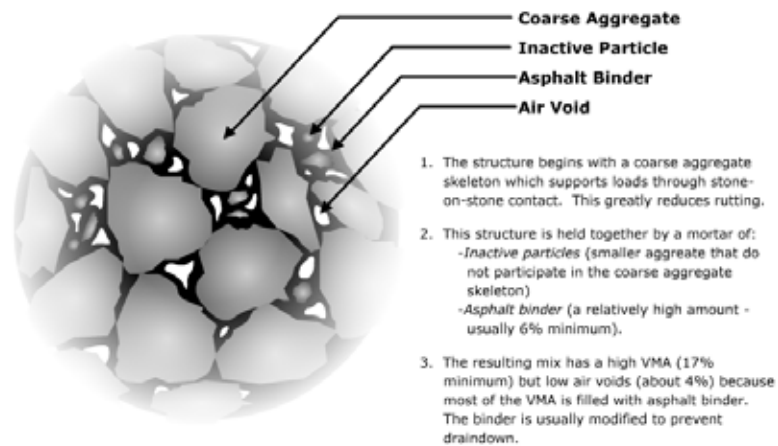 Coarse Aggregate
Inactive Particle
Asphalt Binder
Air Void
1. The structure begins with a coarse aggregate
skeleton which supports loads through stone-
on-stone contact. This greatly reduces rutting.
2. This structure is held together by a mortar of:
-Inactive particles (smaller aggreate that do
not participate in the coarse aggregate
skeleton)
-Asphalt binder (a relatively high amount -
usually 6% minimum).
3. The resulting mix has a high VMA (17%
minimum) but low air voids (about 4%) because
most of the VMA is filled with asphalt binder.
The binder is usually modified to prevent
draindown.